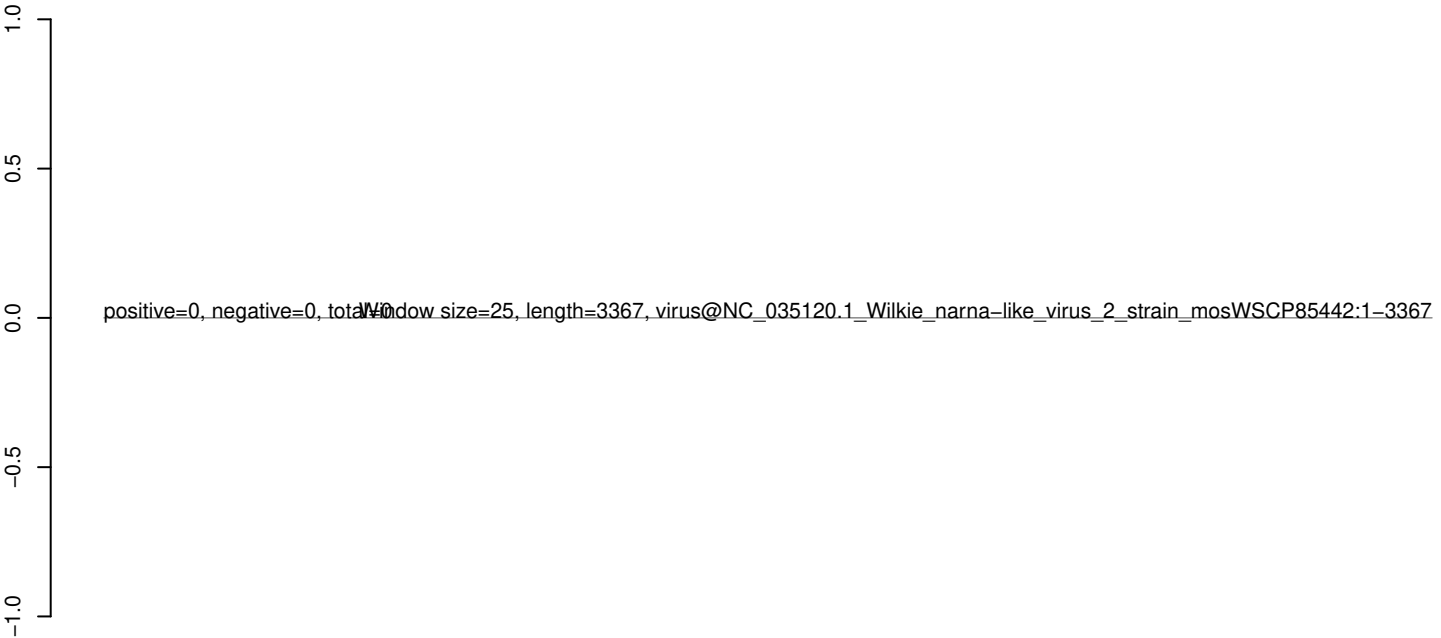 1.0
0.5
positive=0, negative=0, total=0
Window size=25, length=3367, virus@NC_035120.1_Wilkie_narna−like_virus_2_strain_mosWSCP85442:1−3367
0.0
−0.5
−1.0